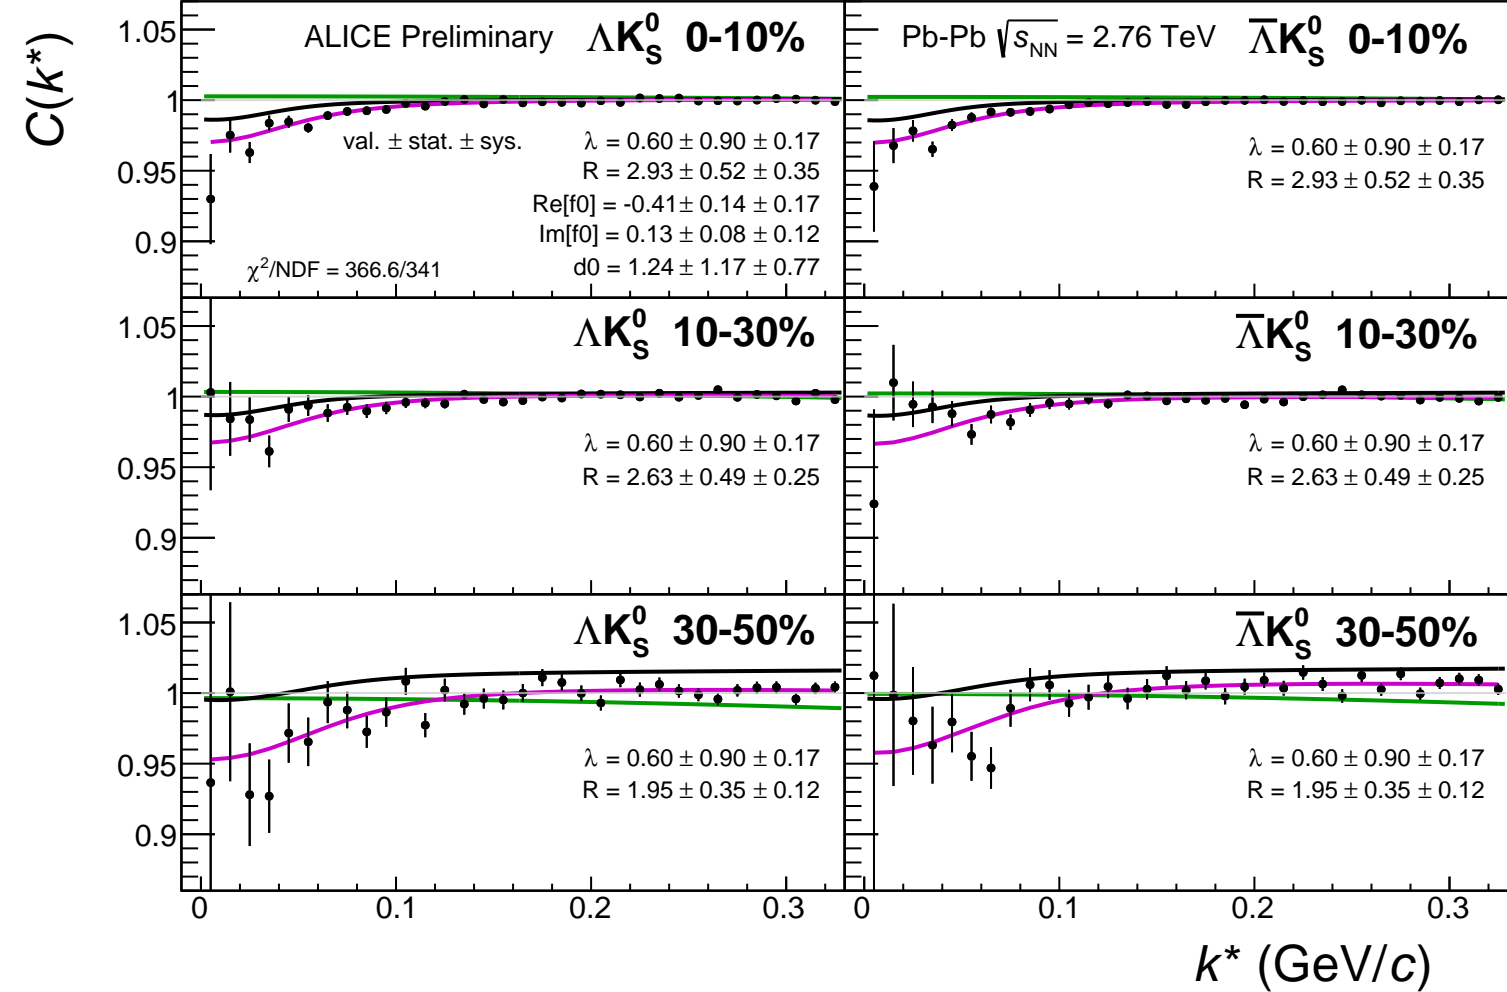 C(k*)
ALICE Preliminary ΛK⁰S 0-10%
val. ± stat. ± sys.
λ = 0.60 ± 0.90 ± 0.17
R = 2.93 ± 0.52 ± 0.35
Re[f0] = -0.41± 0.14 ± 0.17
Im[f0] = 0.13 ± 0.08 ± 0.12
d0 = 1.24 ± 1.17 ± 0.77
χ²/NDF = 366.6/341
1.05
1
0.95
0.9
Pb-Pb √sNN = 2.76 TeV Λ̅K⁰S 0-10%
λ = 0.60 ± 0.90 ± 0.17
R = 2.93 ± 0.52 ± 0.35
ΛK⁰S 10-30%
λ = 0.60 ± 0.90 ± 0.17
R = 2.63 ± 0.49 ± 0.25
1.05
1
0.95
0.9
Λ̅K⁰S 10-30%
λ = 0.60 ± 0.90 ± 0.17
R = 2.63 ± 0.49 ± 0.25
ΛK⁰S 30-50%
λ = 0.60 ± 0.90 ± 0.17
R = 1.95 ± 0.35 ± 0.12
1.05
1
0.95
0.9
Λ̅K⁰S 30-50%
λ = 0.60 ± 0.90 ± 0.17
R = 1.95 ± 0.35 ± 0.12
0 0.1 0.2 0.3
0 0.1 0.2 0.3
k* (GeV/c)